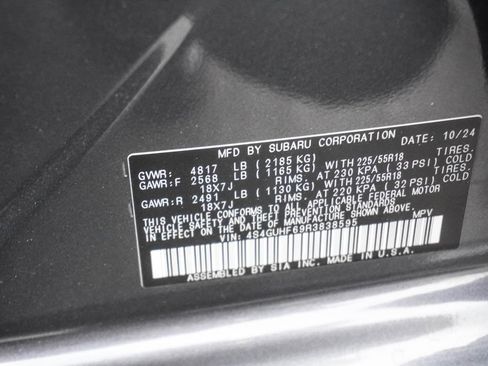 MFD BY SUBARU CORPORATION DATE: 10/24
GVWR: 4817 LB (2185 KG)
GAWR:F 2568 LB (1165 KG) WITH 225/55R18 TIRES.
18X7J RIMS. AT 230 KPA (33 PSI) COLD
GAWR:R 2491 LB (1130 KG) WITH 225/55R18 TIRES.
18X7J RIMS. AT 220 KPA (32 PSI) COLD
THIS VEHICLE CONFORMS TO ALL APPLICABLE FEDERAL MOTOR
VEHICLE SAFETY AND THEFT PREVENTION STANDARDS IN EFFECT
ON THE DATE OF MANUFACTURE SHOWN ABOVE.
VIN: 4S4GUHF69R3838595 MPV
ASSEMBLED BY SIA INC. MADE IN U.S.A.